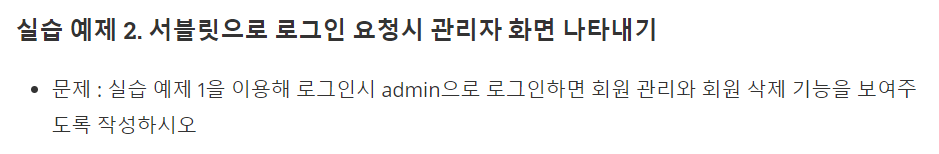 실습 예제 2. 서블릿으로 로그인 요청시 관리자 화면 나타내기
• 문제 : 실습 예제 1을 이용해 로그인시 admin으로 로그인하면 회원 관리와 회원 삭제 기능을 보여주
도록 작성하시오